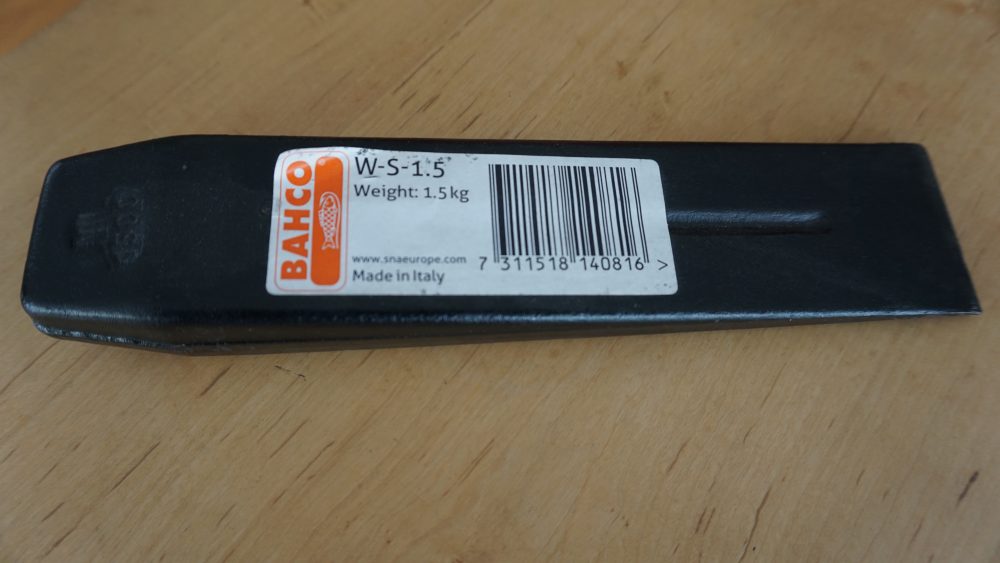 BAHCO
W-S-1.5
Weight: 1.5 kg
www.snaeurope.com
Made in Italy
7 311518 140816 >